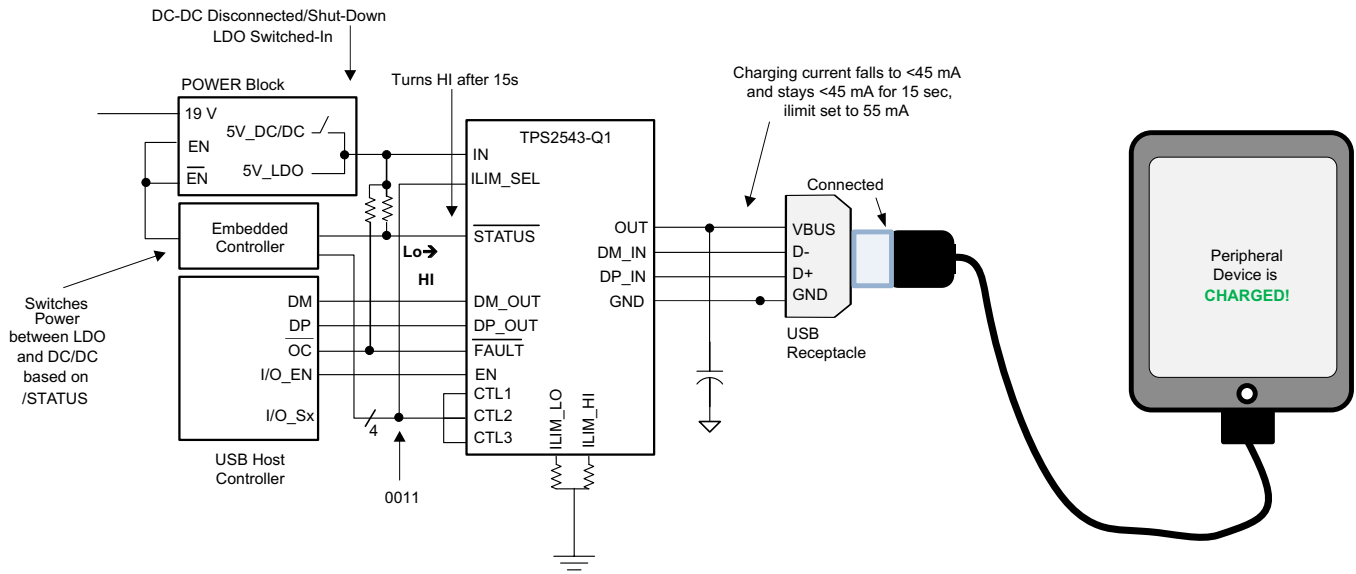 DC-DC Disconnected/Shut-Down
LDO Switched-In
POWER Block
19 V
EN
EN
5V_DC/DC
5V_LDO
Turns HI after 15s
Embedded
Controller
Switches
Power
between LDO
and DC/DC
based on
/STATUS
DM
DP
OC
I/O_EN
I/O_Sx
USB Host
Controller
4
0011
Lo➔
HI
TPS2543-Q1
IN
ILIM_SEL
STATUS
DM_OUT
DP_OUT
FAULT
EN
CTL1
CTL2
CTL3
ILIM_LO
ILIM_HI
OUT
DM_IN
DP_IN
GND
Charging current falls to <45 mA
and stays <45 mA for 15 sec,
ilimit set to 55 mA
Connected
VBUS
D-
D+
GND
USB
Receptacle
Peripheral
Device is
CHARGED!